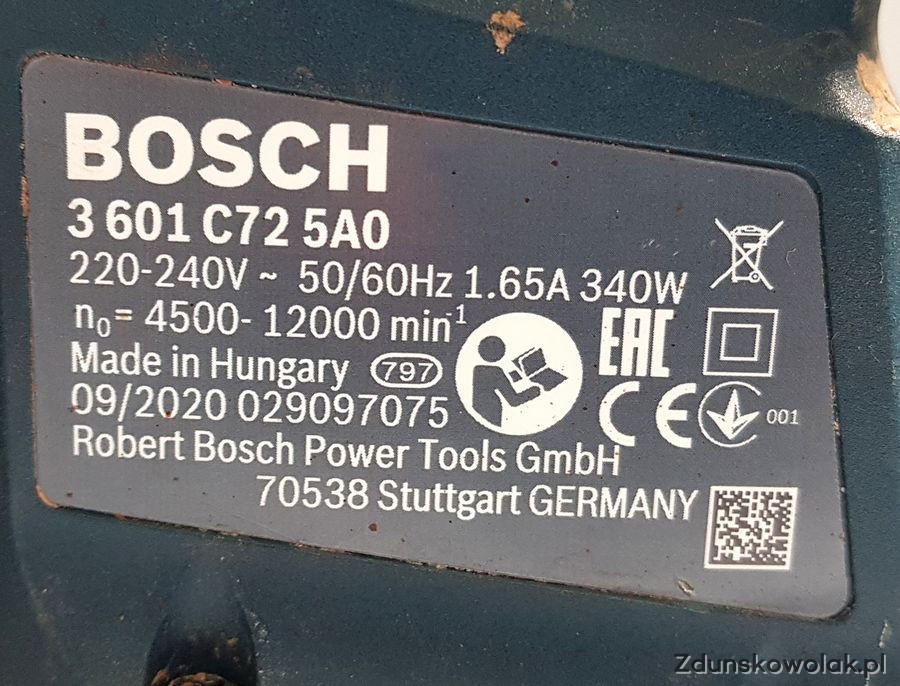 BOSCH
3 601 C72 5A0
220-240V ~ 50/60Hz 1.65A 340W
n₀= 4500- 12000 min⁻¹
Made in Hungary 797
EAC
09/2020 029097075
CE
001
Robert Bosch Power Tools GmbH
70538 Stuttgart GERMANY
Zdunskowolak.pl